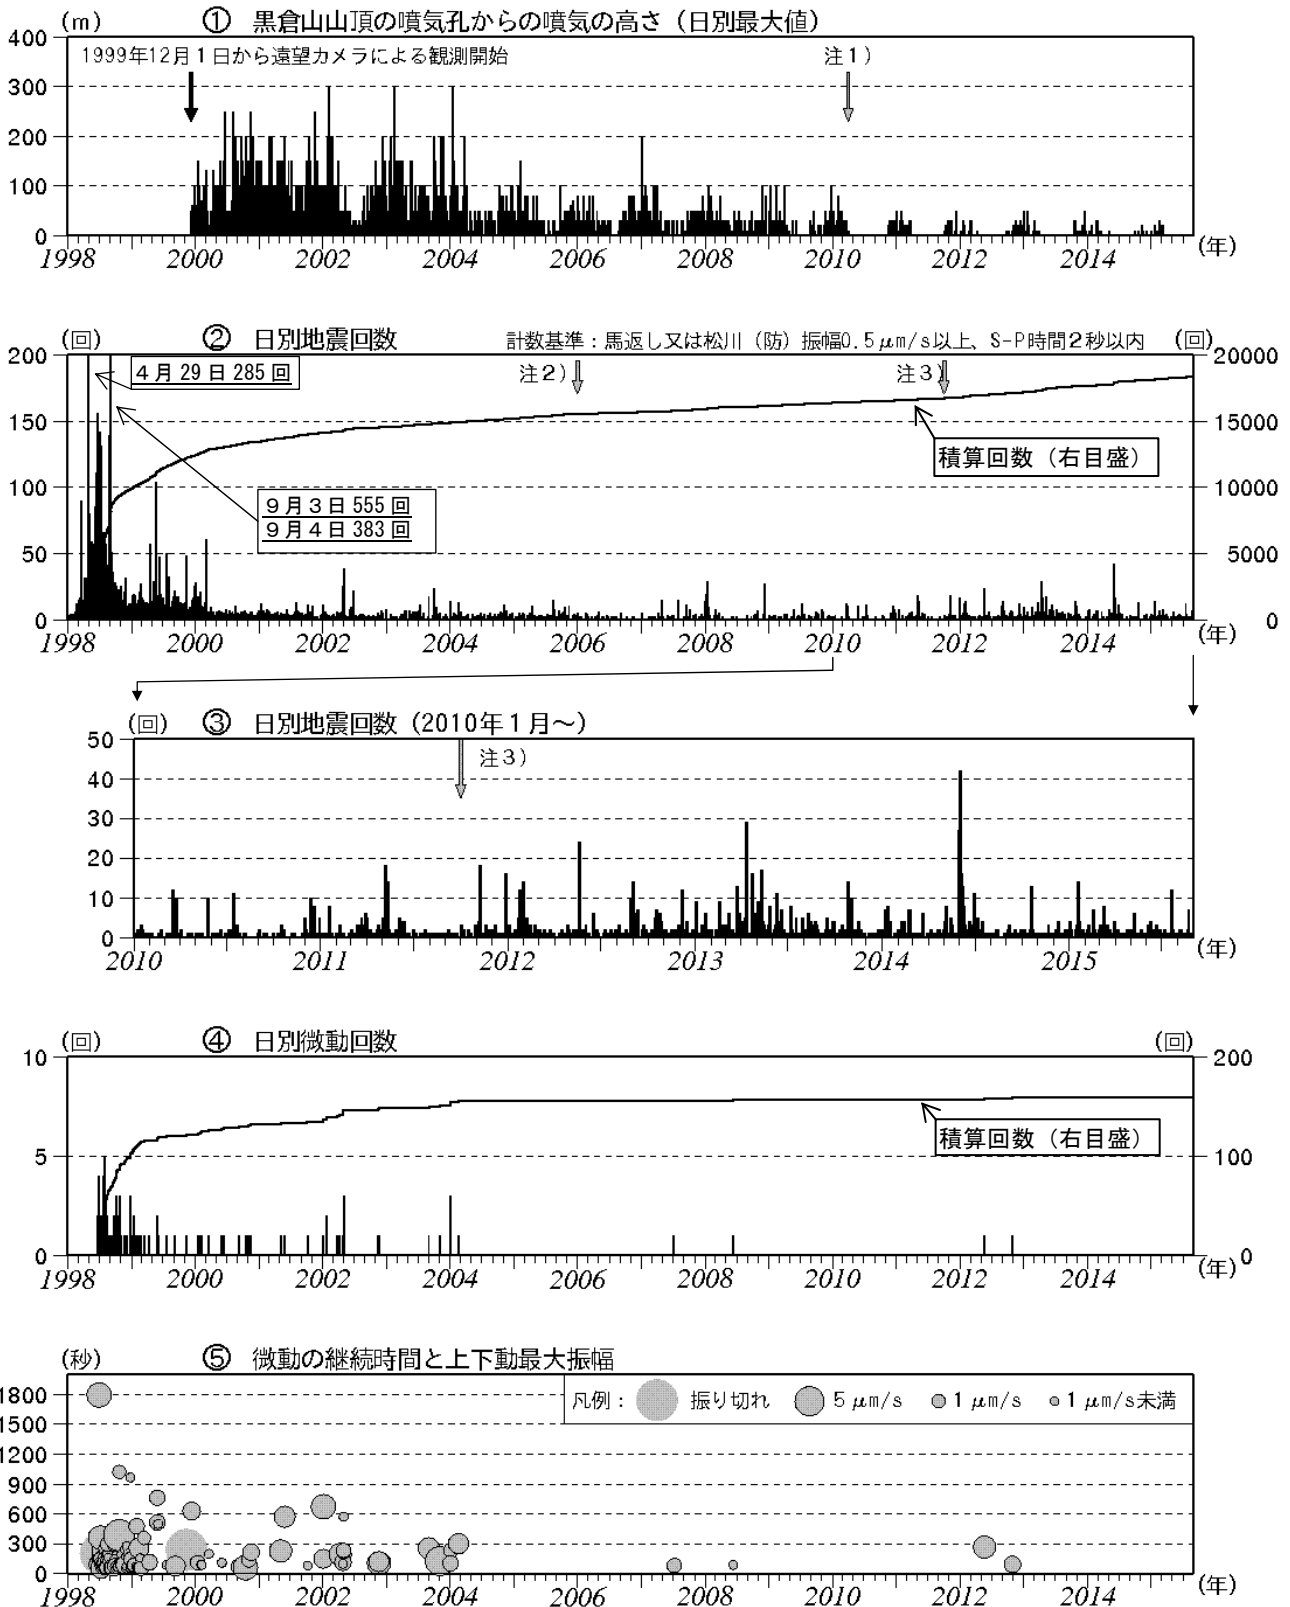 (m) ① 黒倉山山頂の噴気孔からの噴気の高さ（日別最大値）
400
1999年12月1日から遠望カメラによる観測開始 注1）
300
200
100
0
1998 2000 2002 2004 2006 2008 2010 2012 2014 (年)
(回) ② 日別地震回数 計数基準：馬返し又は松川（防）振幅0.5μm/s以上、S-P時間2秒以内 (回)
200 20000
4月29日285回 注2） 注3）
150 15000
積算回数（右目盛）
100 10000
9月3日555回
9月4日383回
50 5000
0 0
1998 2000 2002 2004 2006 2008 2010 2012 2014 (年)
(回) ③ 日別地震回数（2010年1月～）
50
注3）
40
30
20
10
0
2010 2011 2012 2013 2014 2015 (年)
(回) ④ 日別微動回数 (回)
10 200
積算回数（右目盛）
5 100
0 0
1998 2000 2002 2004 2006 2008 2010 2012 2014 (年)
(秒) ⑤ 微動の継続時間と上下動最大振幅
1800 凡例： 振り切れ 5μm/s 1μm/s 1μm/s未満
1500
1200
900
600
300
0
1998 2000 2002 2004 2006 2008 2010 2012 2014 (年)